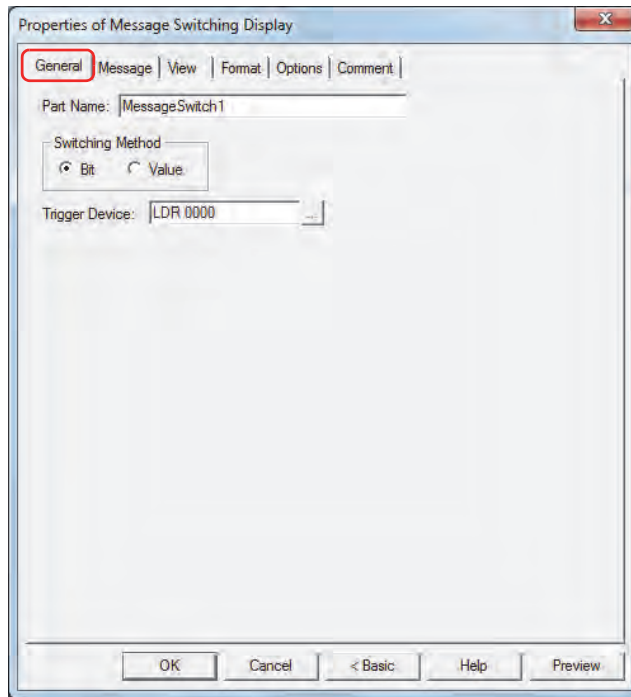 Properties of Message Switching Display
General Message View Format Options Comment
Part Name: MessageSwitch1
Switching Method
Bit Value
Trigger Device: LDR 0000 ...
OK Cancel < Basic Help Preview